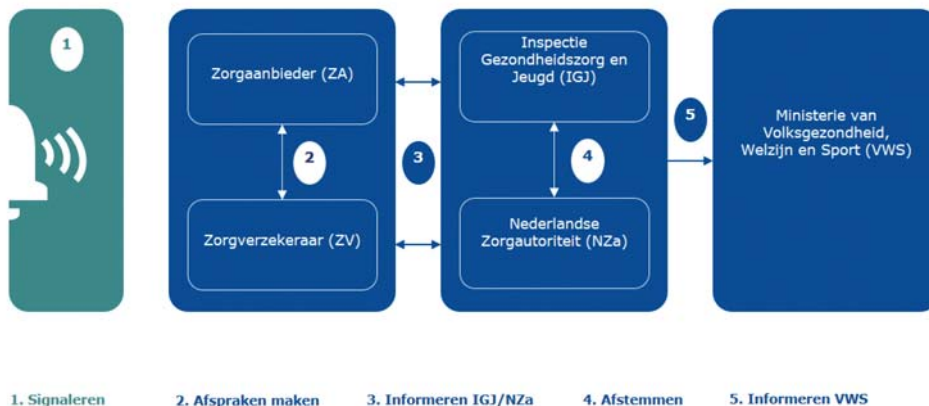 1
Zorgaanbieder (ZA)
2
Zorgverzekeraar (ZV)
3
Inspectie
Gezondheidszorg en
Jeugd (IGJ)
4
Nederlandse
Zorgautoriteit (NZa)
5
Ministerie van
Volksgezondheid,
Welzijn en Sport (VWS)
1. Signaleren
2. Afspraken maken
3. Informeren IGJ/NZa
4. Afstemmen
5. Informeren VWS